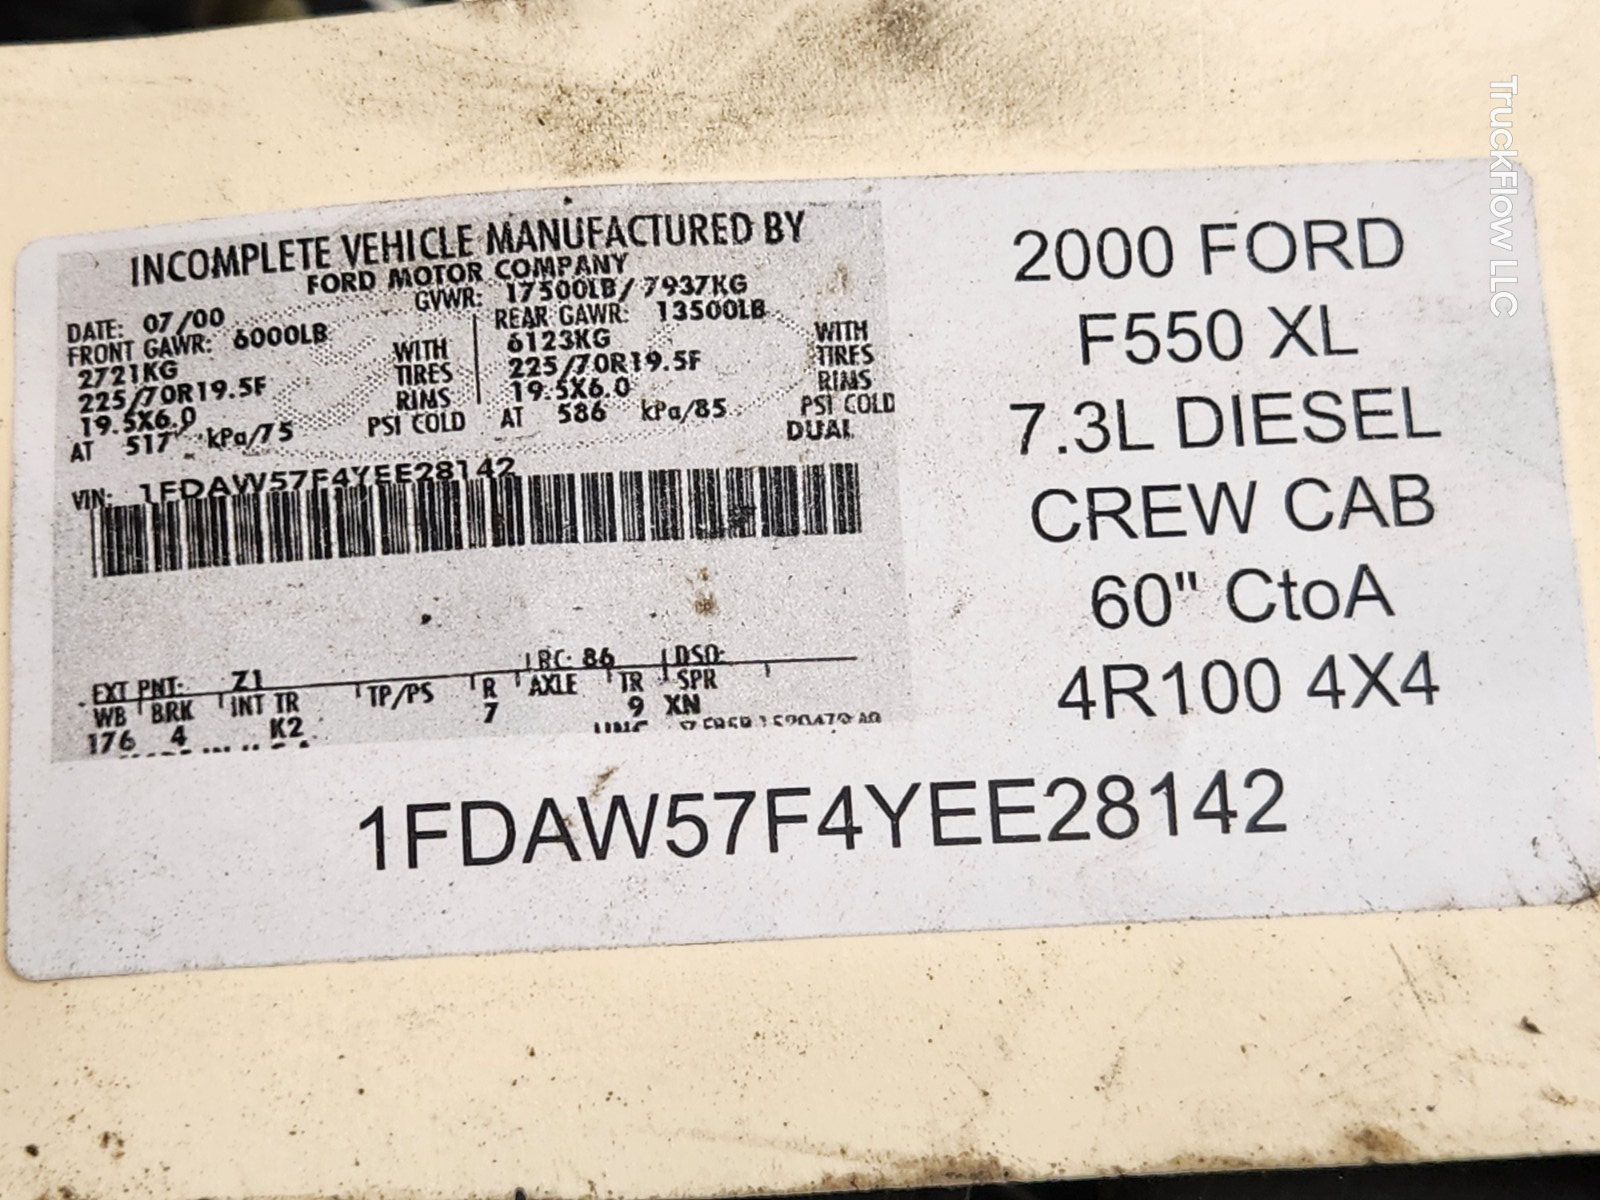 INCOMPLETE VEHICLE MANUFACTURED BY
FORD MOTOR COMPANY
DATE: 07/00 GVWR: 17500LB/ 7937KG
FRONT GAWR: 6000LB REAR GAWR: 13500LB
2721KG WITH 6123KG WITH
225/70R19.5F TIRES 225/70R19.5F TIRES
19.5X6.0 RIMS 19.5X6.0 RIMS
AT 517 kPa/75 PSI COLD AT 586 kPa/85 PSI COLD
DUAL
VIN: 1FDAW57F4YEE28142
EXT PNT: Z1 RC: 86 DSO:
WB BRK INT TR TP/PS R AXLE TR SPR
176 4 K2 7 9 XN
2000 FORD
F550 XL
7.3L DIESEL
CREW CAB
60" CtoA
4R100 4X4
1FDAW57F4YEE28142
TruckFlow LLC